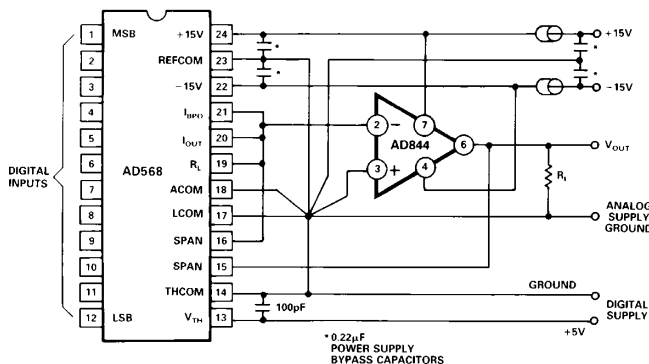 1 MSB +15V 24
2 REFCOM 23
3 −15V 22
4 IBPO 21
5 IOUT 20
6 RL 19
7 ACOM 18
8 LCOM 17
9 SPAN 16
10 SPAN 15
11 THCOM 14
12 LSB VTH 13
AD568
DIGITAL
INPUTS
*
*
+15V
*
*
−15V
2 −
7
AD844
6
3 +
4
VOUT
ANALOG
SUPPLY
GROUND
GROUND
100pF
DIGITAL
SUPPLY
+5V
* 0.22µF
POWER SUPPLY
BYPASS CAPACITORS